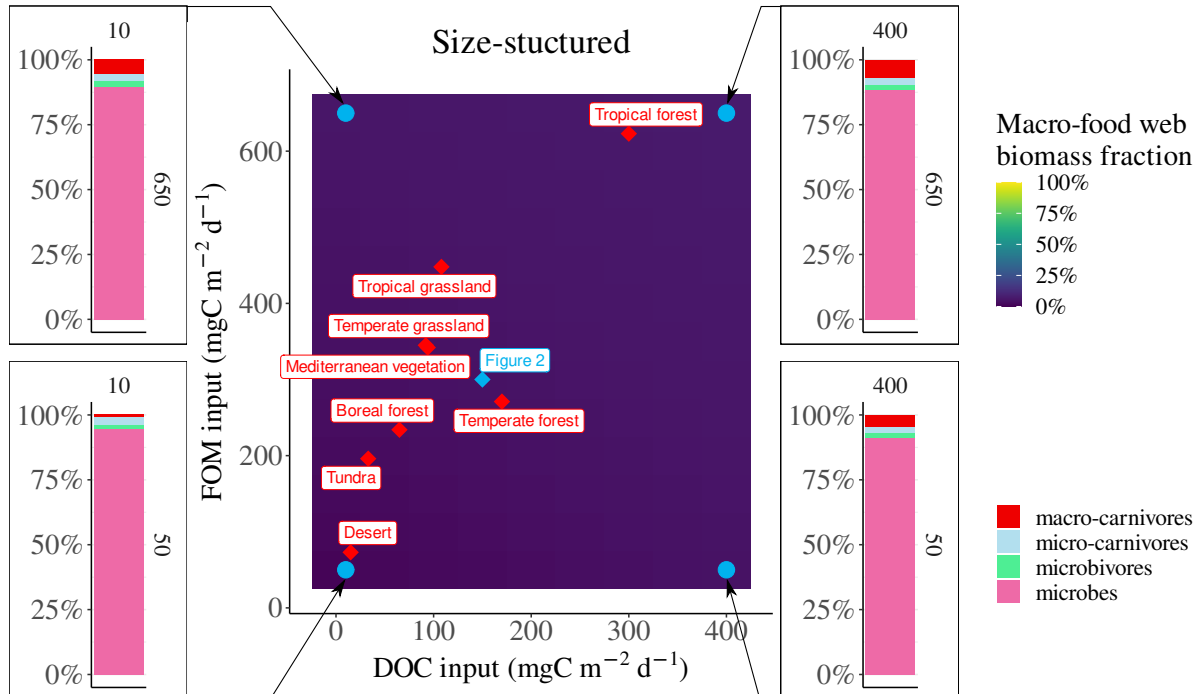 10
100%
75%
50%
25%
0%
650
10
100%
75%
50%
25%
0%
50
Size-stuctured
FOM input (mgC m⁻² d⁻¹)
600
400
200
0
Tropical forest
Tropical grassland
Temperate grassland
Mediterranean vegetation
Figure 2
Boreal forest
Temperate forest
Tundra
Desert
0 100 200 300 400
DOC input (mgC m⁻² d⁻¹)
400
100%
75%
50%
25%
0%
650
400
100%
75%
50%
25%
0%
50
Macro-food web
biomass fraction
100%
75%
50%
25%
0%
macro-carnivores
micro-carnivores
microbivores
microbes